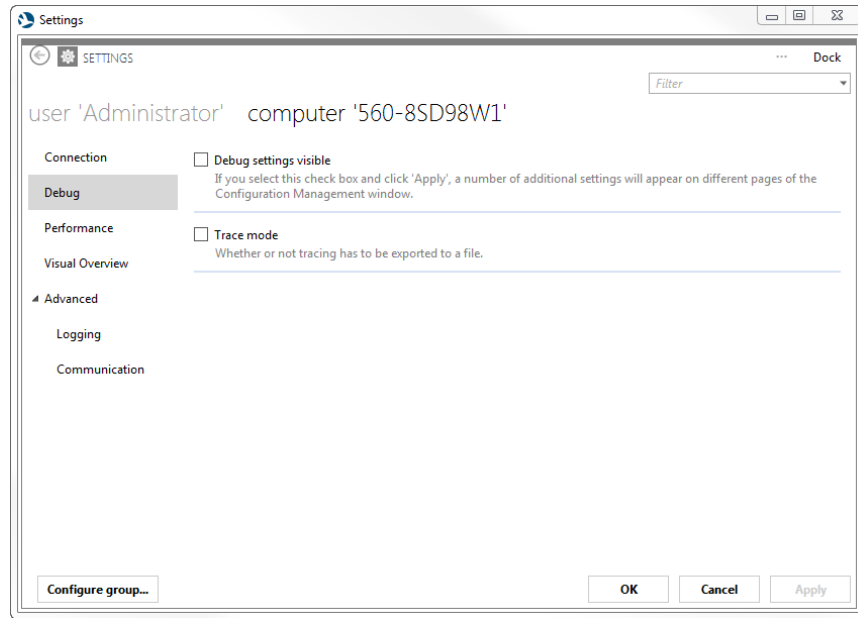 Settings
SETTINGS
... Dock
Filter
user 'Administrator' computer '560-8SD98W1'
Connection
Debug
Performance
Visual Overview
Advanced
Logging
Communication
Debug settings visible
If you select this check box and click 'Apply', a number of additional settings will appear on different pages of the
Configuration Management window.
Trace mode
Whether or not tracing has to be exported to a file.
Configure group...
OK
Cancel
Apply